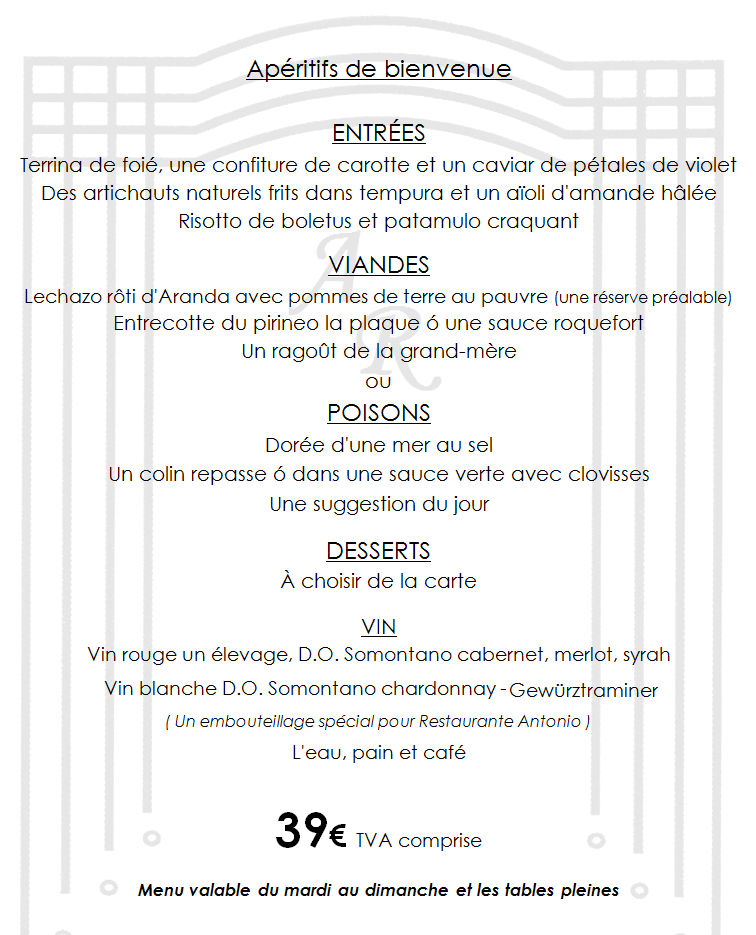 Apéritifs de bienvenue
ENTRÉES
Terrina de foié, une confiture de carotte et un caviar de pétales de violet
Des artichauts naturels frits dans tempura et un aïoli d'amande hâlée
Risotto de boletus et patamulo craquant
VIANDES
Lechazo rôti d'Aranda avec pommes de terre au pauvre (une réserve préalable)
Entrecotte du pirineo la plaque ó une sauce roquefort
Un ragoût de la grand-mère
ou
POISONS
Dorée d'une mer au sel
Un colin repasse ó dans une sauce verte avec clovisses
Une suggestion du jour
DESSERTS
À choisir de la carte
VIN
Vin rouge un élevage, D.O. Somontano cabernet, merlot, syrah
Vin blanche D.O. Somontano chardonnay - Gewürztraminer
( Un embouteillage spécial pour Restaurante Antonio )
L'eau, pain et café
39€ TVA comprise
Menu valable du mardi au dimanche et les tables pleines
AR